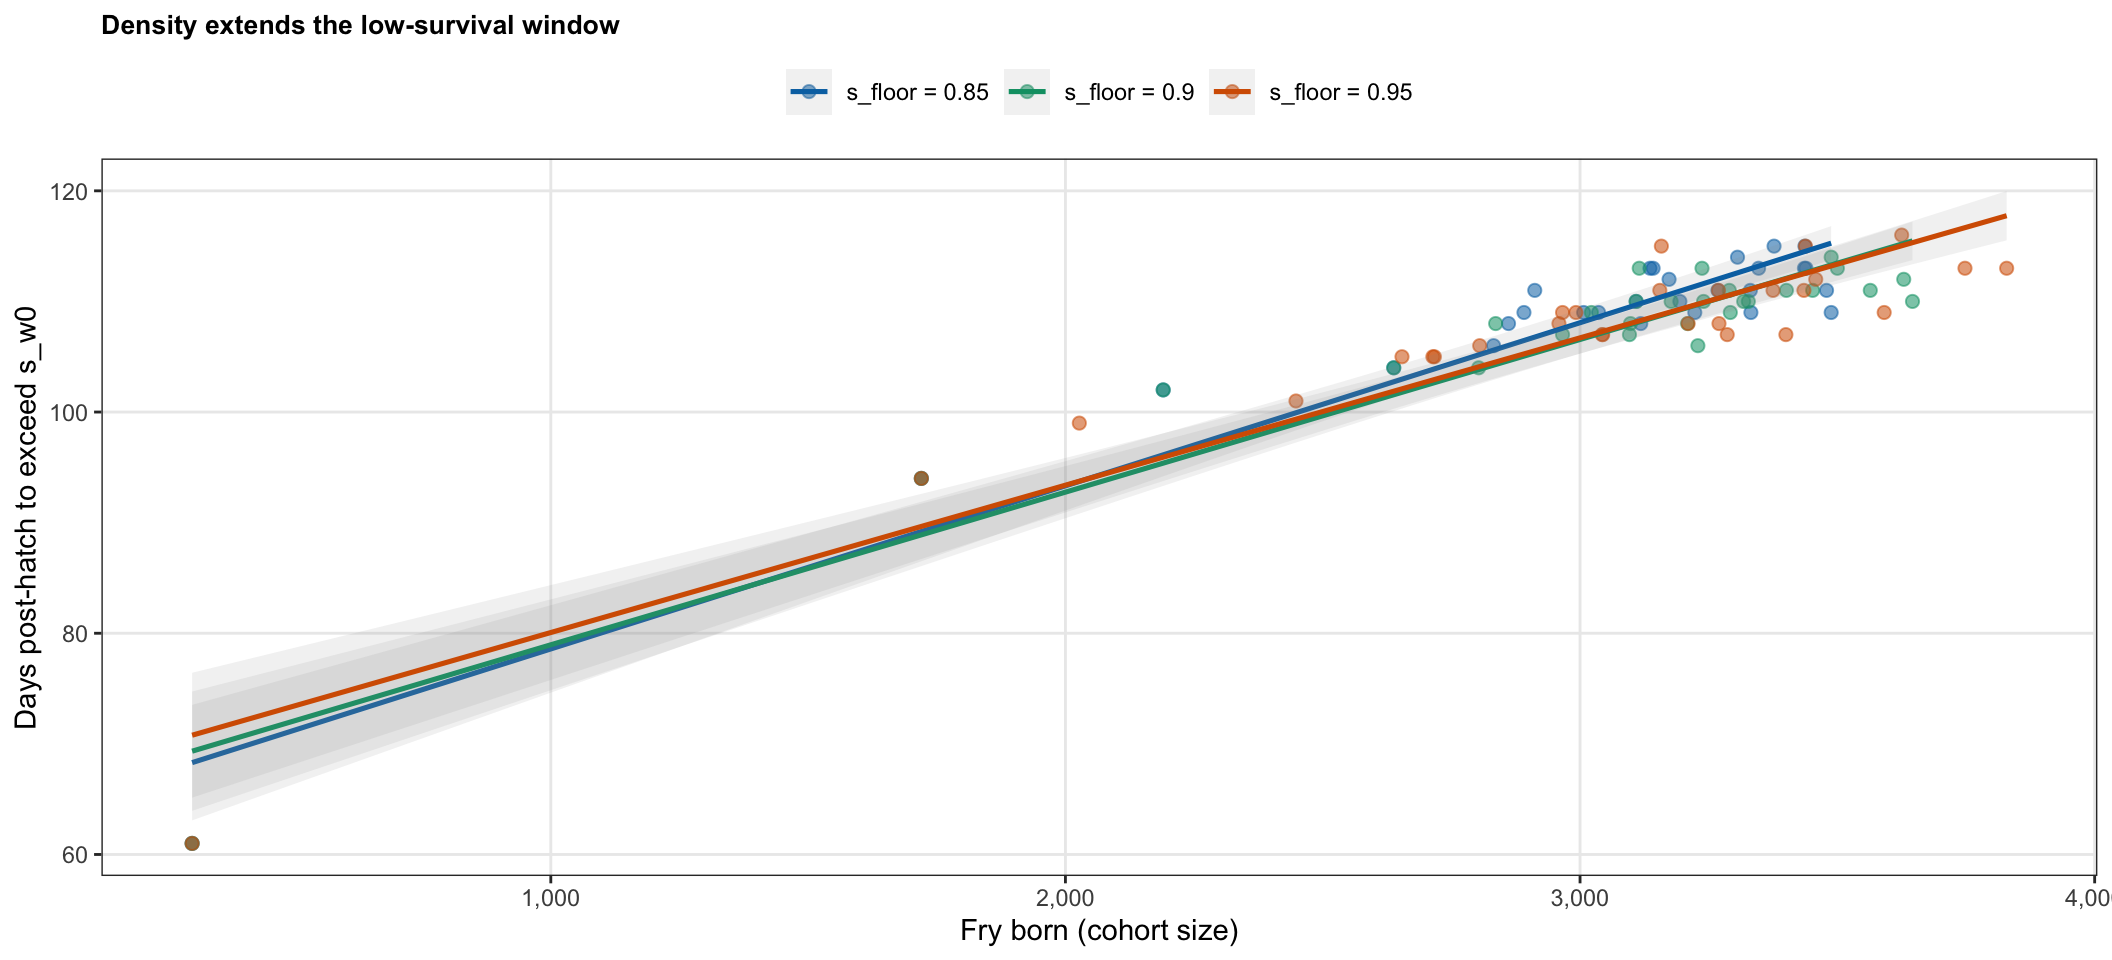 Density extends the low-survival window
s_floor = 0.85 s_floor = 0.9 s_floor = 0.95
Days post-hatch to exceed s_w0
120
100
80
60
1,000 2,000 3,000 4,00
Fry born (cohort size)